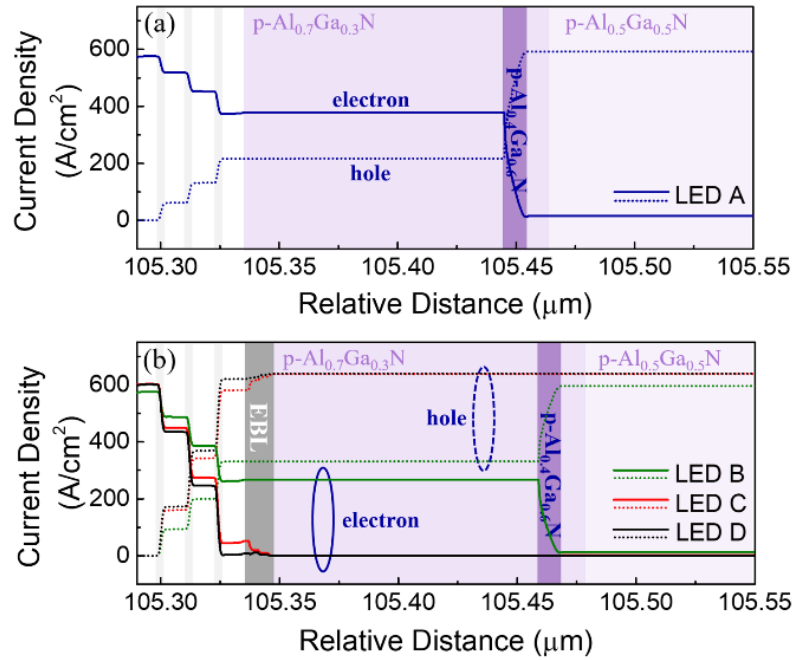 (a)
p-Al0.7Ga0.3N
p-Al0.5Ga0.5N
600
400
200
0
Current Density
(A/cm²)
electron
hole
p-Al0.4Ga0.6N
LED A
105.30
105.35
105.40
105.45
105.50
105.55
Relative Distance (μm)
(b)
p-Al0.7Ga0.3N
p-Al0.5Ga0.5N
600
400
200
0
Current Density
(A/cm²)
EBL
hole
electron
p-Al0.4Ga0.6N
LED B
LED C
LED D
105.30
105.35
105.40
105.45
105.50
105.55
Relative Distance (μm)